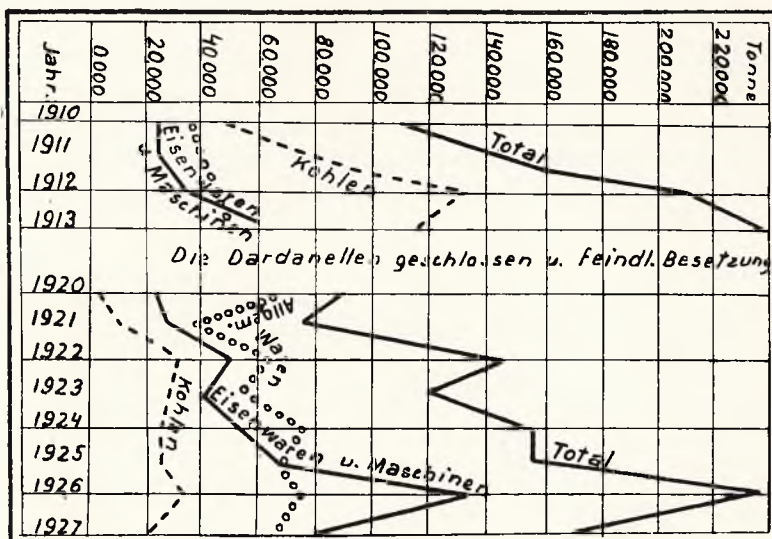 Jahr.
0.000
20.000
40.000
60.000
80.000
100.000
120.000
140.000
160.000
180.000
200.000
220000
Tonne
1910
1911
1912
1913
Eisenwaren
u Maschinen
Kohlen
Total
Die Dardanellen geschlossen u. Feindl. Besetzung
1920
1921
1922
1923
1924
1925
1926
1927
Allgem. Waren
Kohlen
Eisenwaren u. Maschinen
Total